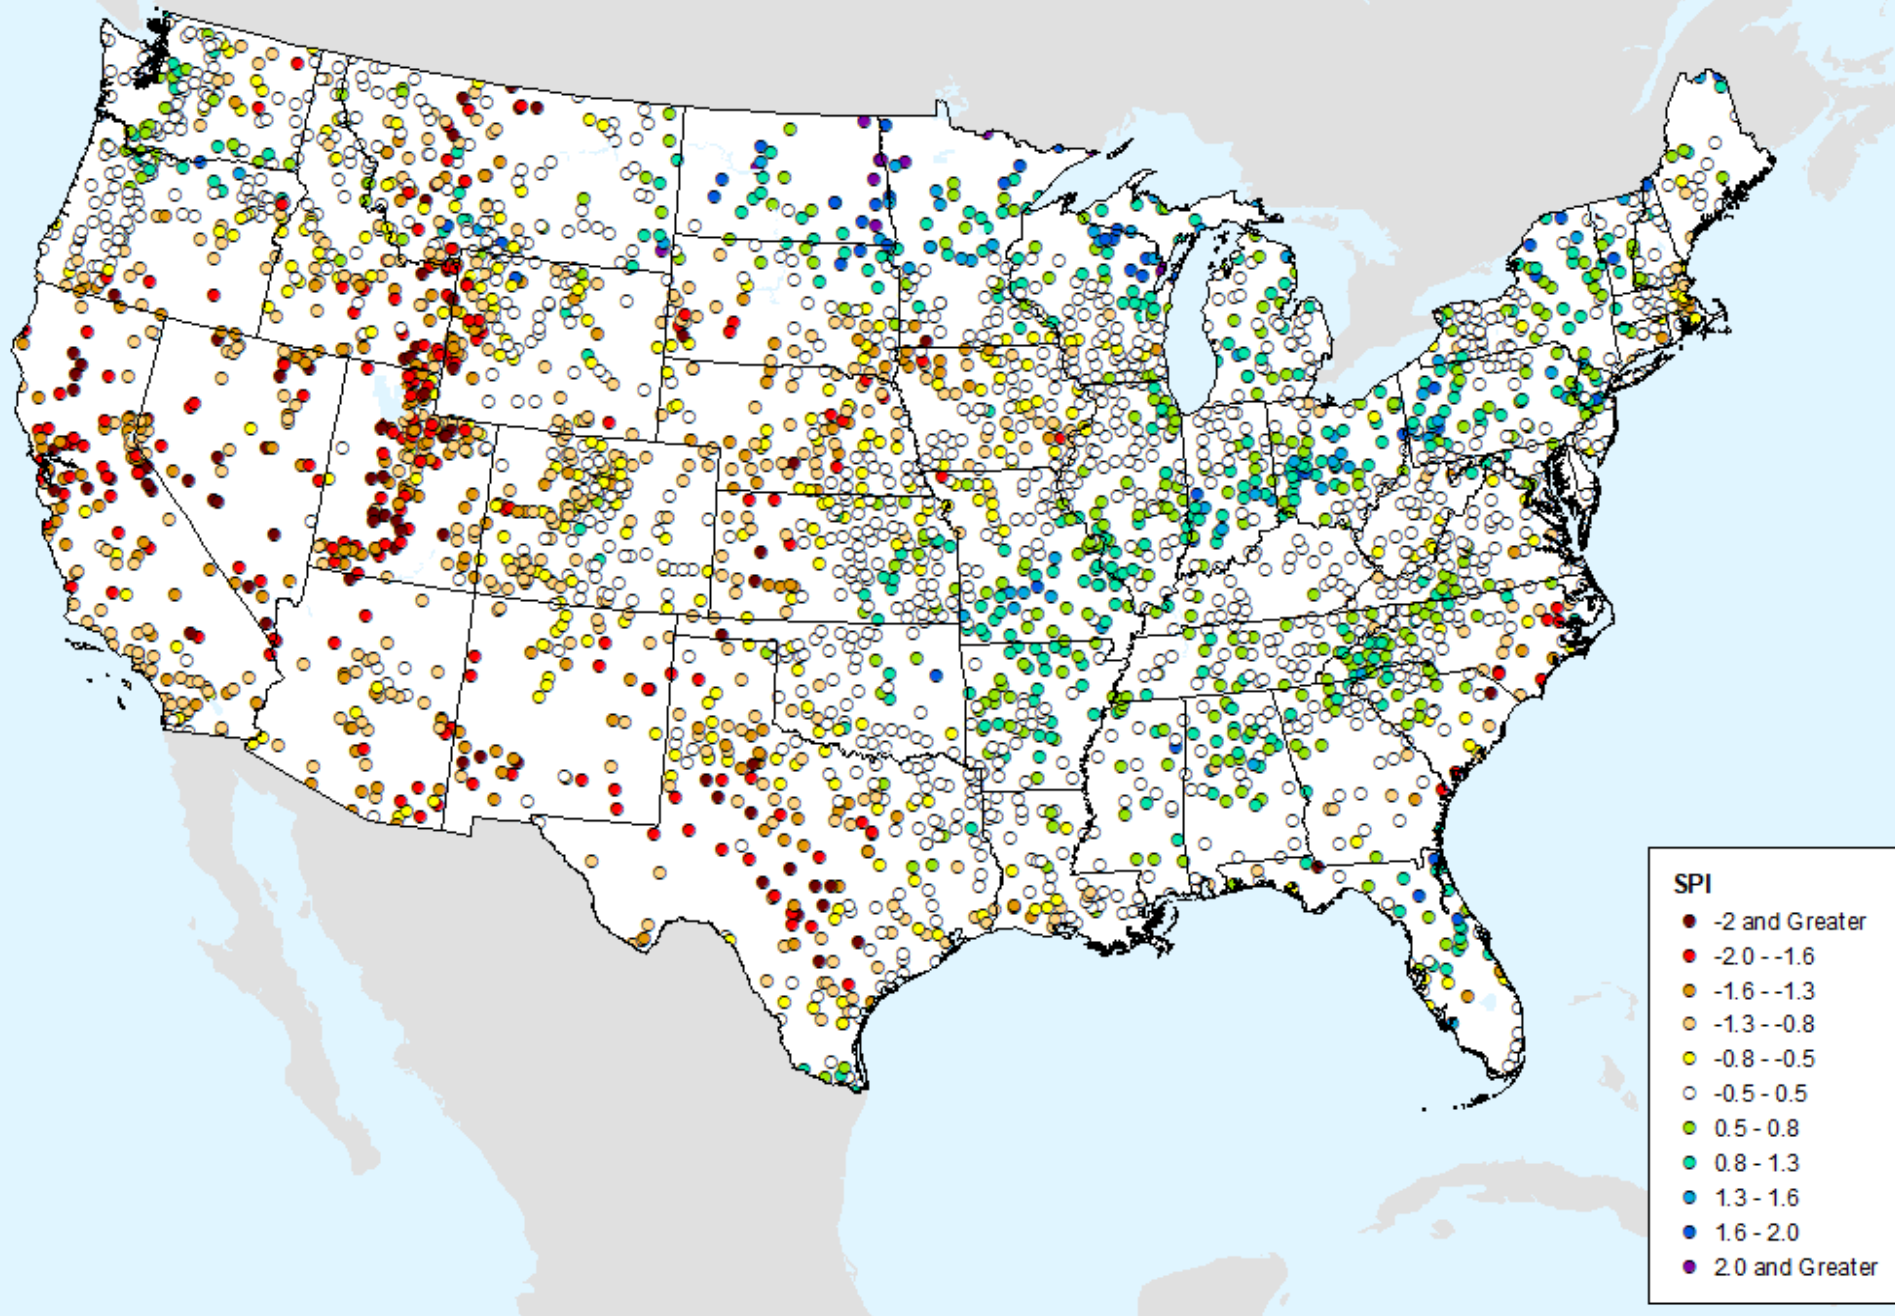 SPI
-2 and Greater
-2.0 - -1.6
-1.6 - -1.3
-1.3 - -0.8
-0.8 - -0.5
-0.5 - 0.5
0.5 - 0.8
0.8 - 1.3
1.3 - 1.6
1.6 - 2.0
2.0 and Greater